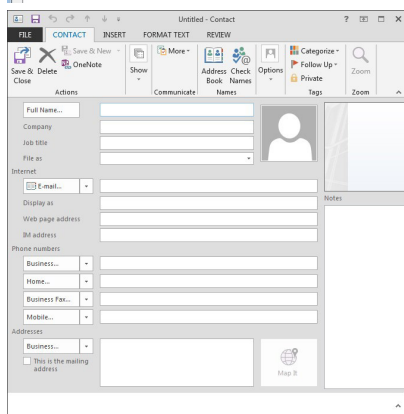 Untitled - Contact
FILE CONTACT INSERT FORMAT TEXT REVIEW
Save & Close
Delete
Save & New
OneNote
Show
More
Address Book
Check Names
Options
Categorize
Follow Up
Private
Zoom
Actions Communicate Names Tags Zoom
Full Name...
Company
Job title
File as
Internet
E-mail...
Display as
Web page address
IM address
Phone numbers
Business...
Home...
Business Fax...
Mobile...
Addresses
Business...
This is the mailing
address
Map It
Notes